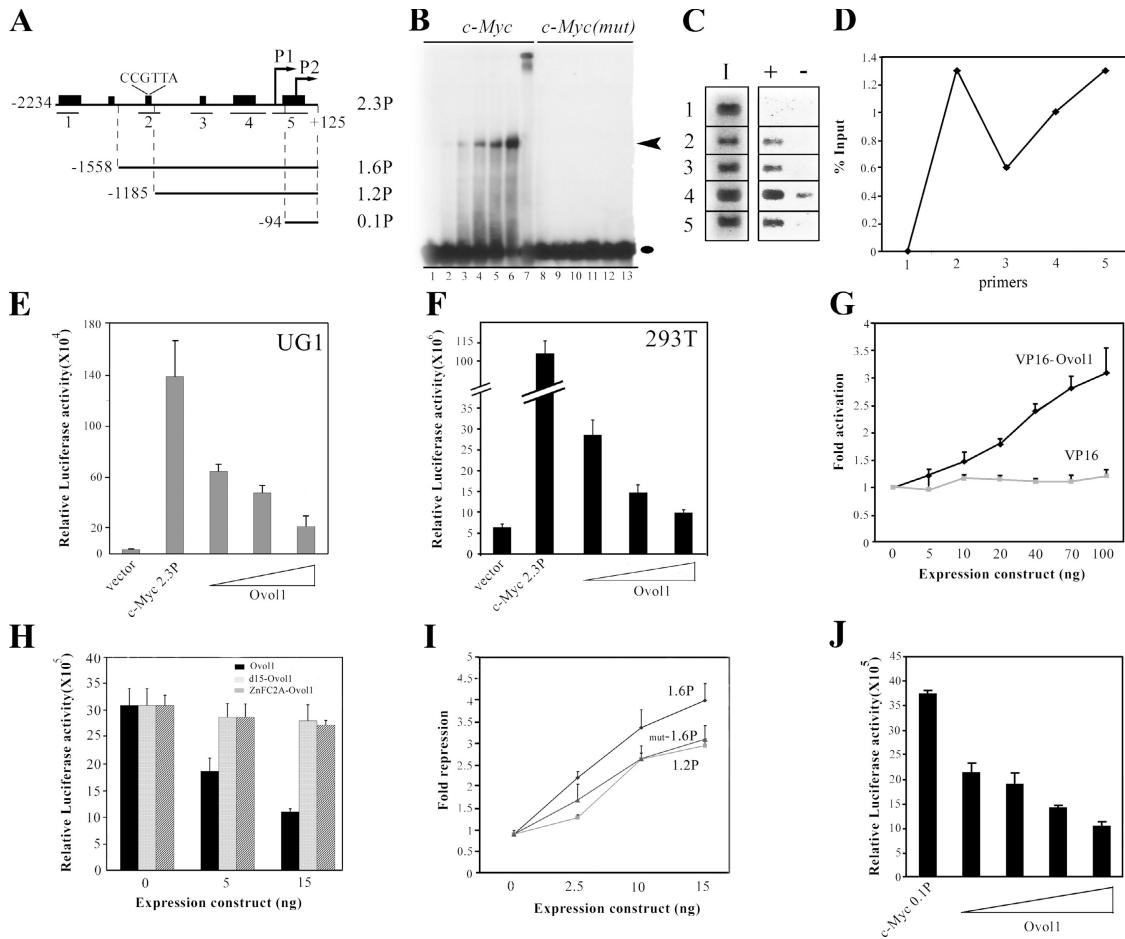 A
CCGTTA
P1
P2
-2234
2.3P
1 2 3 4 5 +125
-1558
1.6P
-1185
1.2P
-94
0.1P
B
c-Myc c-Myc(mut)
1 2 3 4 5 6 7 8 9 10 11 12 13
C
I + -
1
2
3
4
5
D
% Input
1.4
1.2
1.0
0.8
0.6
0.4
0.2
0
1 2 3 4 5
primers
E
UG1
Relative Luciferase activity(X10⁴)
180
140
100
60
20
0
vector
c-Myc 2.3P
Ovol1
F
293T
Relative Luciferase activity(X10⁶)
115
100
35
30
25
20
15
10
5
0
vector
c-Myc 2.3P
Ovol1
G
Fold activation
4
3.5
3
2.5
2
1.5
1
0.5
0
VP16-Ovol1
VP16
0 5 10 20 40 70 100
Expression construct (ng)
H
Relative Luciferase activity(X10⁵)
40
35
30
25
20
15
10
5
0
Ovol1
d15-Ovol1
ZnFC2A-Ovol1
0 5 15
Expression construct (ng)
I
Fold repression
5
4.5
4
3.5
3
2.5
2
1.5
1
0.5
1.6P
mut-1.6P
1.2P
0 2.5 10 15
Expression construct (ng)
J
Relative Luciferase activity(X10⁵)
40
35
30
25
20
15
10
5
0
c-Myc 0.1P
Ovol1